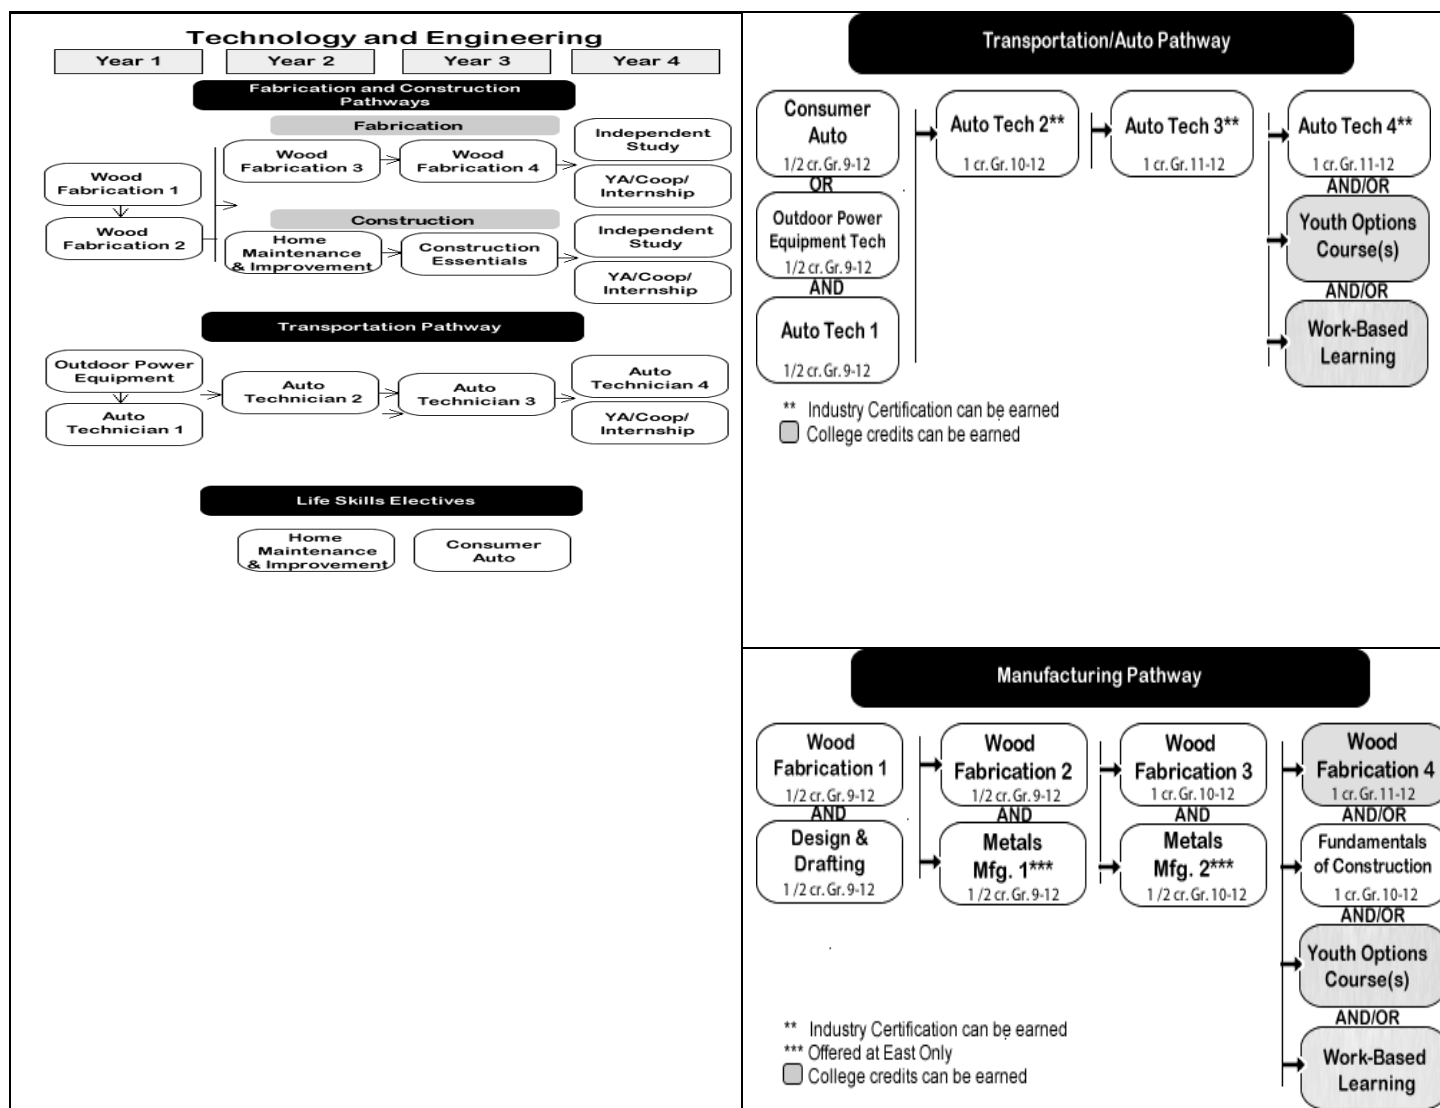 Technology and Engineering
Year 1
Year 2
Year 3
Year 4
Fabrication and Construction
Pathways
Fabrication
Wood
Fabrication 1
Wood
Fabrication 2
Wood
Fabrication 3
Wood
Fabrication 4
Independent
Study
YA/Coop/
Internship
Construction
Home
Maintenance
& Improvement
Construction
Essentials
Independent
Study
YA/Coop/
Internship
Transportation Pathway
Outdoor Power
Equipment
Auto
Technician 1
Auto
Technician 2
Auto
Technician 3
Auto
Technician 4
YA/Coop/
Internship
Life Skills Electives
Home
Maintenance
& Improvement
Consumer
Auto
Transportation/Auto Pathway
Consumer
Auto
1/2 cr. Gr. 9-12
OR
Outdoor Power
Equipment Tech
1/2 cr. Gr. 9-12
AND
Auto Tech 1
1/2 cr. Gr. 9-12
Auto Tech 2**
1 cr. Gr. 10-12
Auto Tech 3**
1 cr. Gr. 11-12
Auto Tech 4**
1 cr. Gr. 11-12
AND/OR
Youth Options
Course(s)
AND/OR
Work-Based
Learning
** Industry Certification can be earned
College credits can be earned
Manufacturing Pathway
Wood
Fabrication 1
1/2 cr. Gr. 9-12
AND
Design &
Drafting
1 /2 cr. Gr. 9-12
Wood
Fabrication 2
1/2 cr. Gr. 9-12
AND
Metals
Mfg. 1***
1 /2 cr. Gr. 9-12
Wood
Fabrication 3
1 cr. Gr. 10-12
AND
Metals
Mfg. 2***
1 /2 cr. Gr. 10-12
Wood
Fabrication 4
1 cr. Gr. 11-12
AND/OR
Fundamentals
of Construction
1 cr. Gr. 10-12
AND/OR
Youth Options
Course(s)
AND/OR
Work-Based
Learning
** Industry Certification can be earned
*** Offered at East Only
College credits can be earned